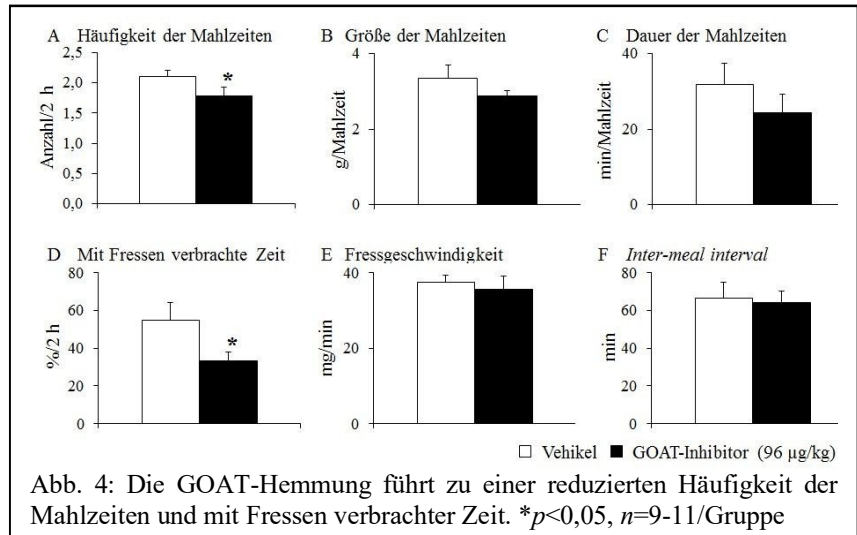 A Häufigkeit der Mahlzeiten
2,5
2,0
1,5
1,0
0,5
0,0
Anzahl/2 h
*
B Größe der Mahlzeiten
4
2
0
g/Mahlzeit
C Dauer der Mahlzeiten
40
20
0
min/Mahlzeit
D Mit Fressen verbrachte Zeit
80
60
40
20
0
%/2 h
*
E Fressgeschwindigkeit
40
20
0
mg/min
F Inter-meal interval
80
60
40
20
0
min
Vehikel GOAT-Inhibitor (96 µg/kg)
Abb. 4: Die GOAT-Hemmung führt zu einer reduzierten Häufigkeit der
Mahlzeiten und mit Fressen verbrachter Zeit. *p<0,05, n=9-11/Gruppe